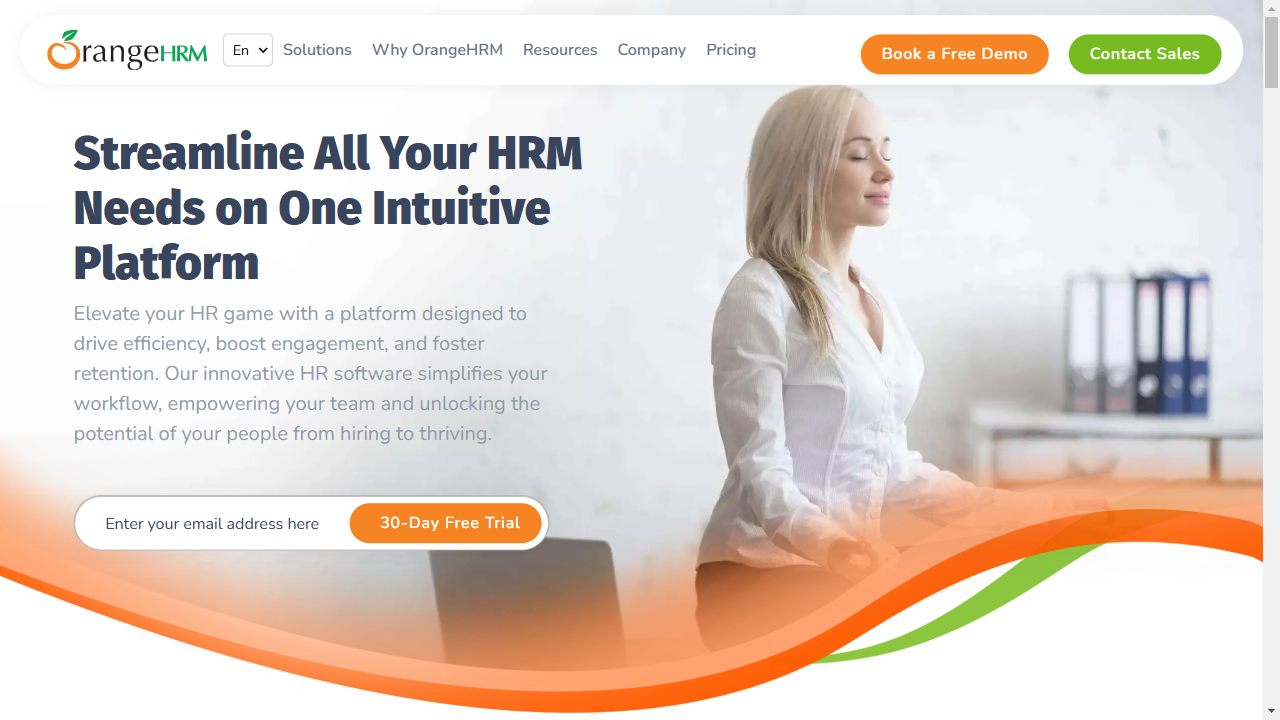 OrangeHRM
En
Solutions
Why OrangeHRM
Resources
Company
Pricing
Book a Free Demo
Contact Sales
Streamline All Your HRM
Needs on One Intuitive
Platform
Elevate your HR game with a platform designed to
drive efficiency, boost engagement, and foster
retention. Our innovative HR software simplifies your
workflow, empowering your team and unlocking the
potential of your people from hiring to thriving.
Enter your email address here
30-Day Free Trial